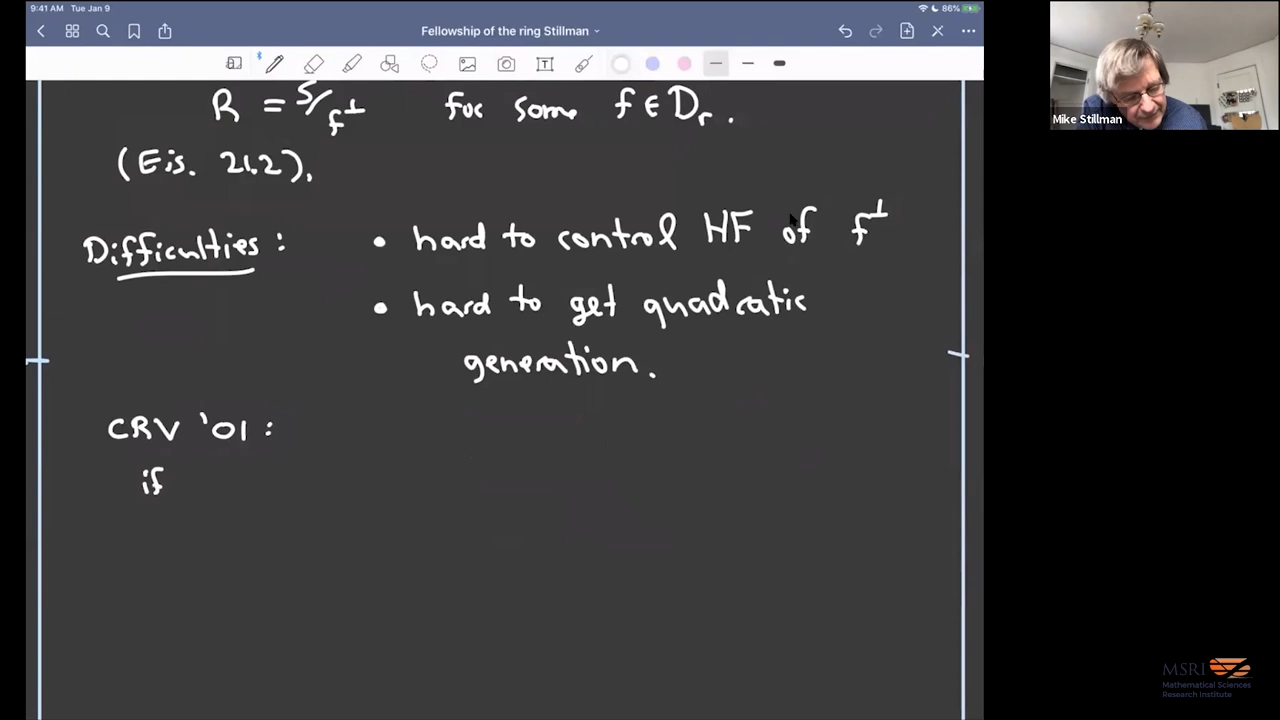 9:41 AM Tue Jan 9
86%
Fellowship of the ring Stillman
R = S/f⊥ for some f ∈ Dr.
(Eis. 21.2).
Difficulties: • hard to control HF of f⊥
• hard to get quadratic
generation.
CRV '01:
if
Mike Stillman
MSRI
Mathematical Sciences
Research Institute